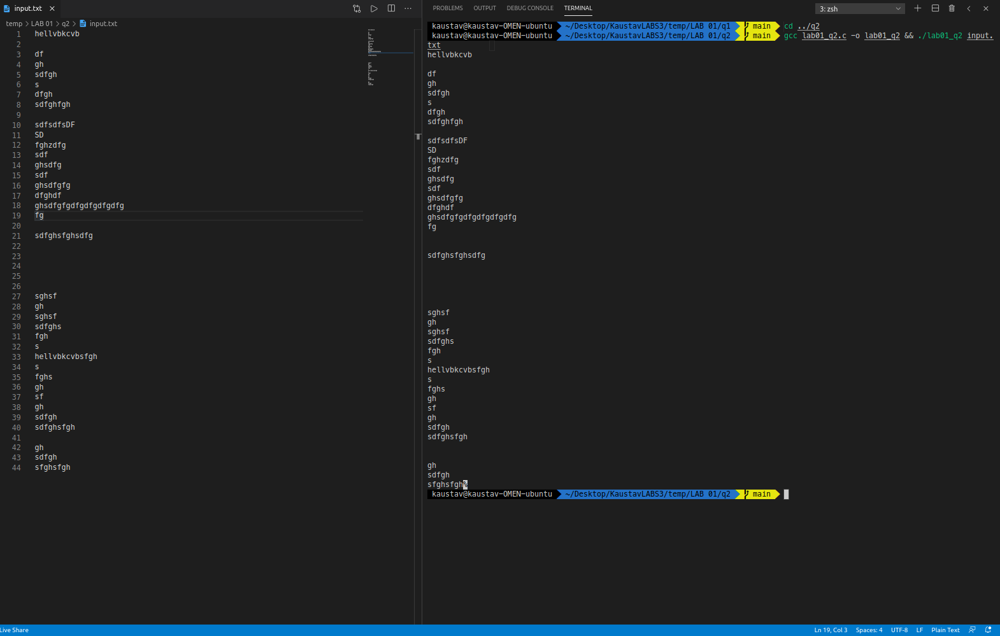 input.txt
temp > LAB 01 > q2 > input.txt
1 hellvbkcvb
2
3 df
4 gh
5 sdfgh
6 s
7 dfgh
8 sdfghfgh
9
10 sdfsdfsDF
11 SD
12 fghzdfg
13 sdf
14 ghsdfg
15 sdf
16 ghsdfgfg
17 dfghdf
18 ghsdfgfgdfgdfgdfgdfg
19 fg
20
21 sdfghsfghsdfg
22
23
24
25
26
27 sghsf
28 gh
29 sghsf
30 sdfghs
31 fgh
32 s
33 hellvbkcvbsfgh
34 s
35 fghs
36 gh
37 sf
38 gh
39 sdfgh
40 sdfghsfgh
41
42 gh
43 sdfgh
44 sfghsfgh
PROBLEMS OUTPUT DEBUG CONSOLE TERMINAL 3: zsh
kaustav@kaustav-OMEN-ubuntu ~/Desktop/KaustavLABS3/temp/LAB 01/q1 main cd ../q2
kaustav@kaustav-OMEN-ubuntu ~/Desktop/KaustavLABS3/temp/LAB 01/q2 main gcc lab01_q2.c -o lab01_q2 && ./lab01_q2 input.
txt
hellvbkcvb
df
gh
sdfgh
s
dfgh
sdfghfgh
sdfsdfsDF
SD
fghzdfg
sdf
ghsdfg
sdf
ghsdfgfg
dfghdf
ghsdfgfgdfgdfgdfgdfg
fg
sdfghsfghsdfg
sghsf
gh
sghsf
sdfghs
fgh
s
hellvbkcvbsfgh
s
fghs
gh
sf
gh
sdfgh
sdfghsfgh
gh
sdfgh
sfghsfgh%
kaustav@kaustav-OMEN-ubuntu ~/Desktop/KaustavLABS3/temp/LAB 01/q2 main
Live Share Ln 19, Col 3 Spaces: 4 UTF-8 LF Plain Text